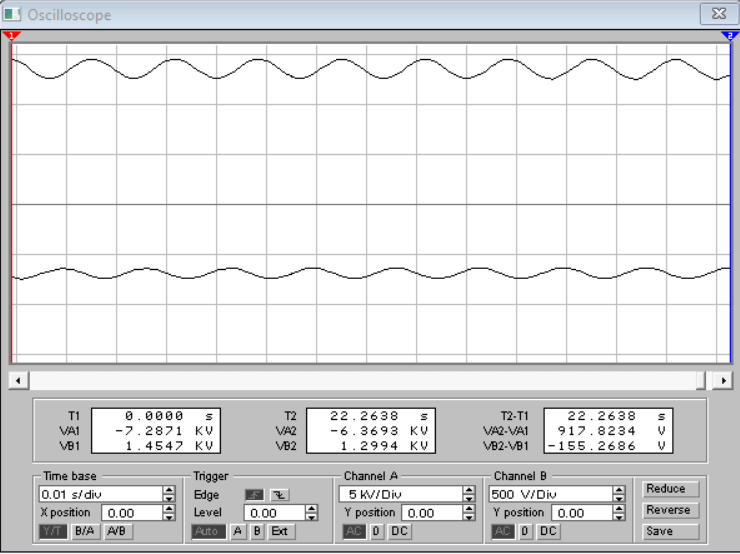 Oscilloscope
1 2
T1 0.0000 s T2 22.2638 s T2-T1 22.2638 s
VA1 -7.2871 KV VA2 -6.3693 KV VA2-VA1 917.8234 V
VB1 1.4547 KV VB2 1.2994 KV VB2-VB1 -155.2686 V
Time base Trigger Channel A Channel B
0.01 s/div Edge 5 kV/Div 500 V/Div Reduce
X position 0.00 Level 0.00 Y position 0.00 Y position 0.00 Reverse
Y/T B/A A/B Auto A B Ext AC 0 DC AC 0 DC Save